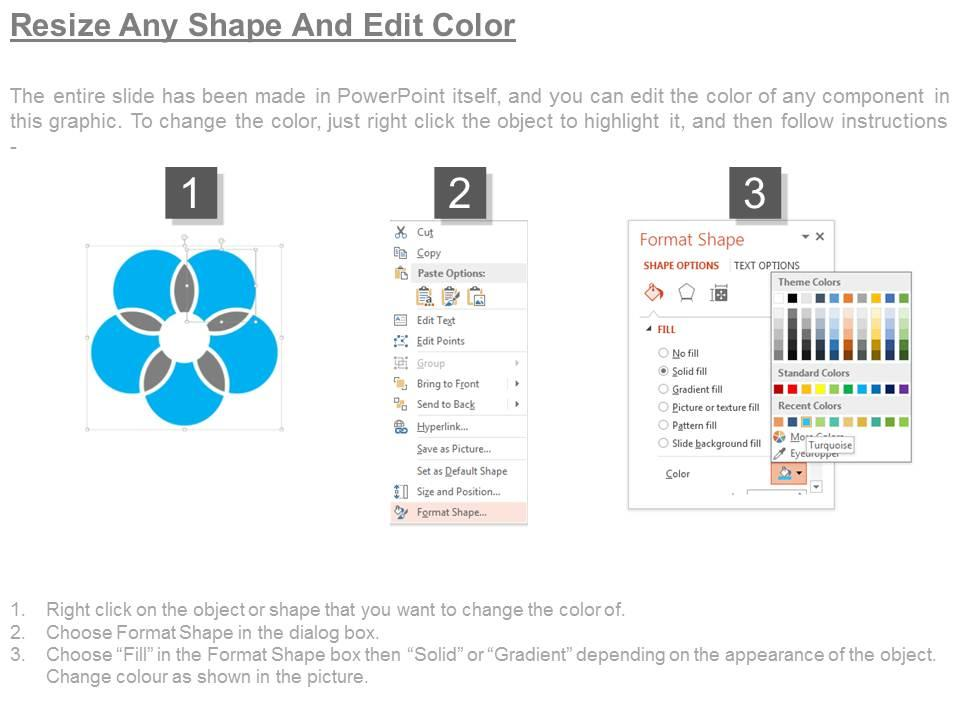 Resize Any Shape And Edit Color
The entire slide has been made in PowerPoint itself, and you can edit the color of any component in
this graphic. To change the color, just right click the object to highlight it, and then follow instructions
-
1
2
3
Cut
Copy
Paste Options:
Edit Text
Edit Points
Group
Bring to Front
Send to Back
Hyperlink...
Save as Picture...
Set as Default Shape
Size and Position...
Format Shape...
Format Shape
SHAPE OPTIONS TEXT OPTIONS
FILL
No fill
Solid fill
Gradient fill
Picture or texture fill
Pattern fill
Slide background fill
Color
Theme Colors
Standard Colors
Recent Colors
More Colors...
Turquoise
Eyedropper
1. Right click on the object or shape that you want to change the color of.
2. Choose Format Shape in the dialog box.
3. Choose “Fill” in the Format Shape box then “Solid” or “Gradient” depending on the appearance of the object.
Change colour as shown in the picture.